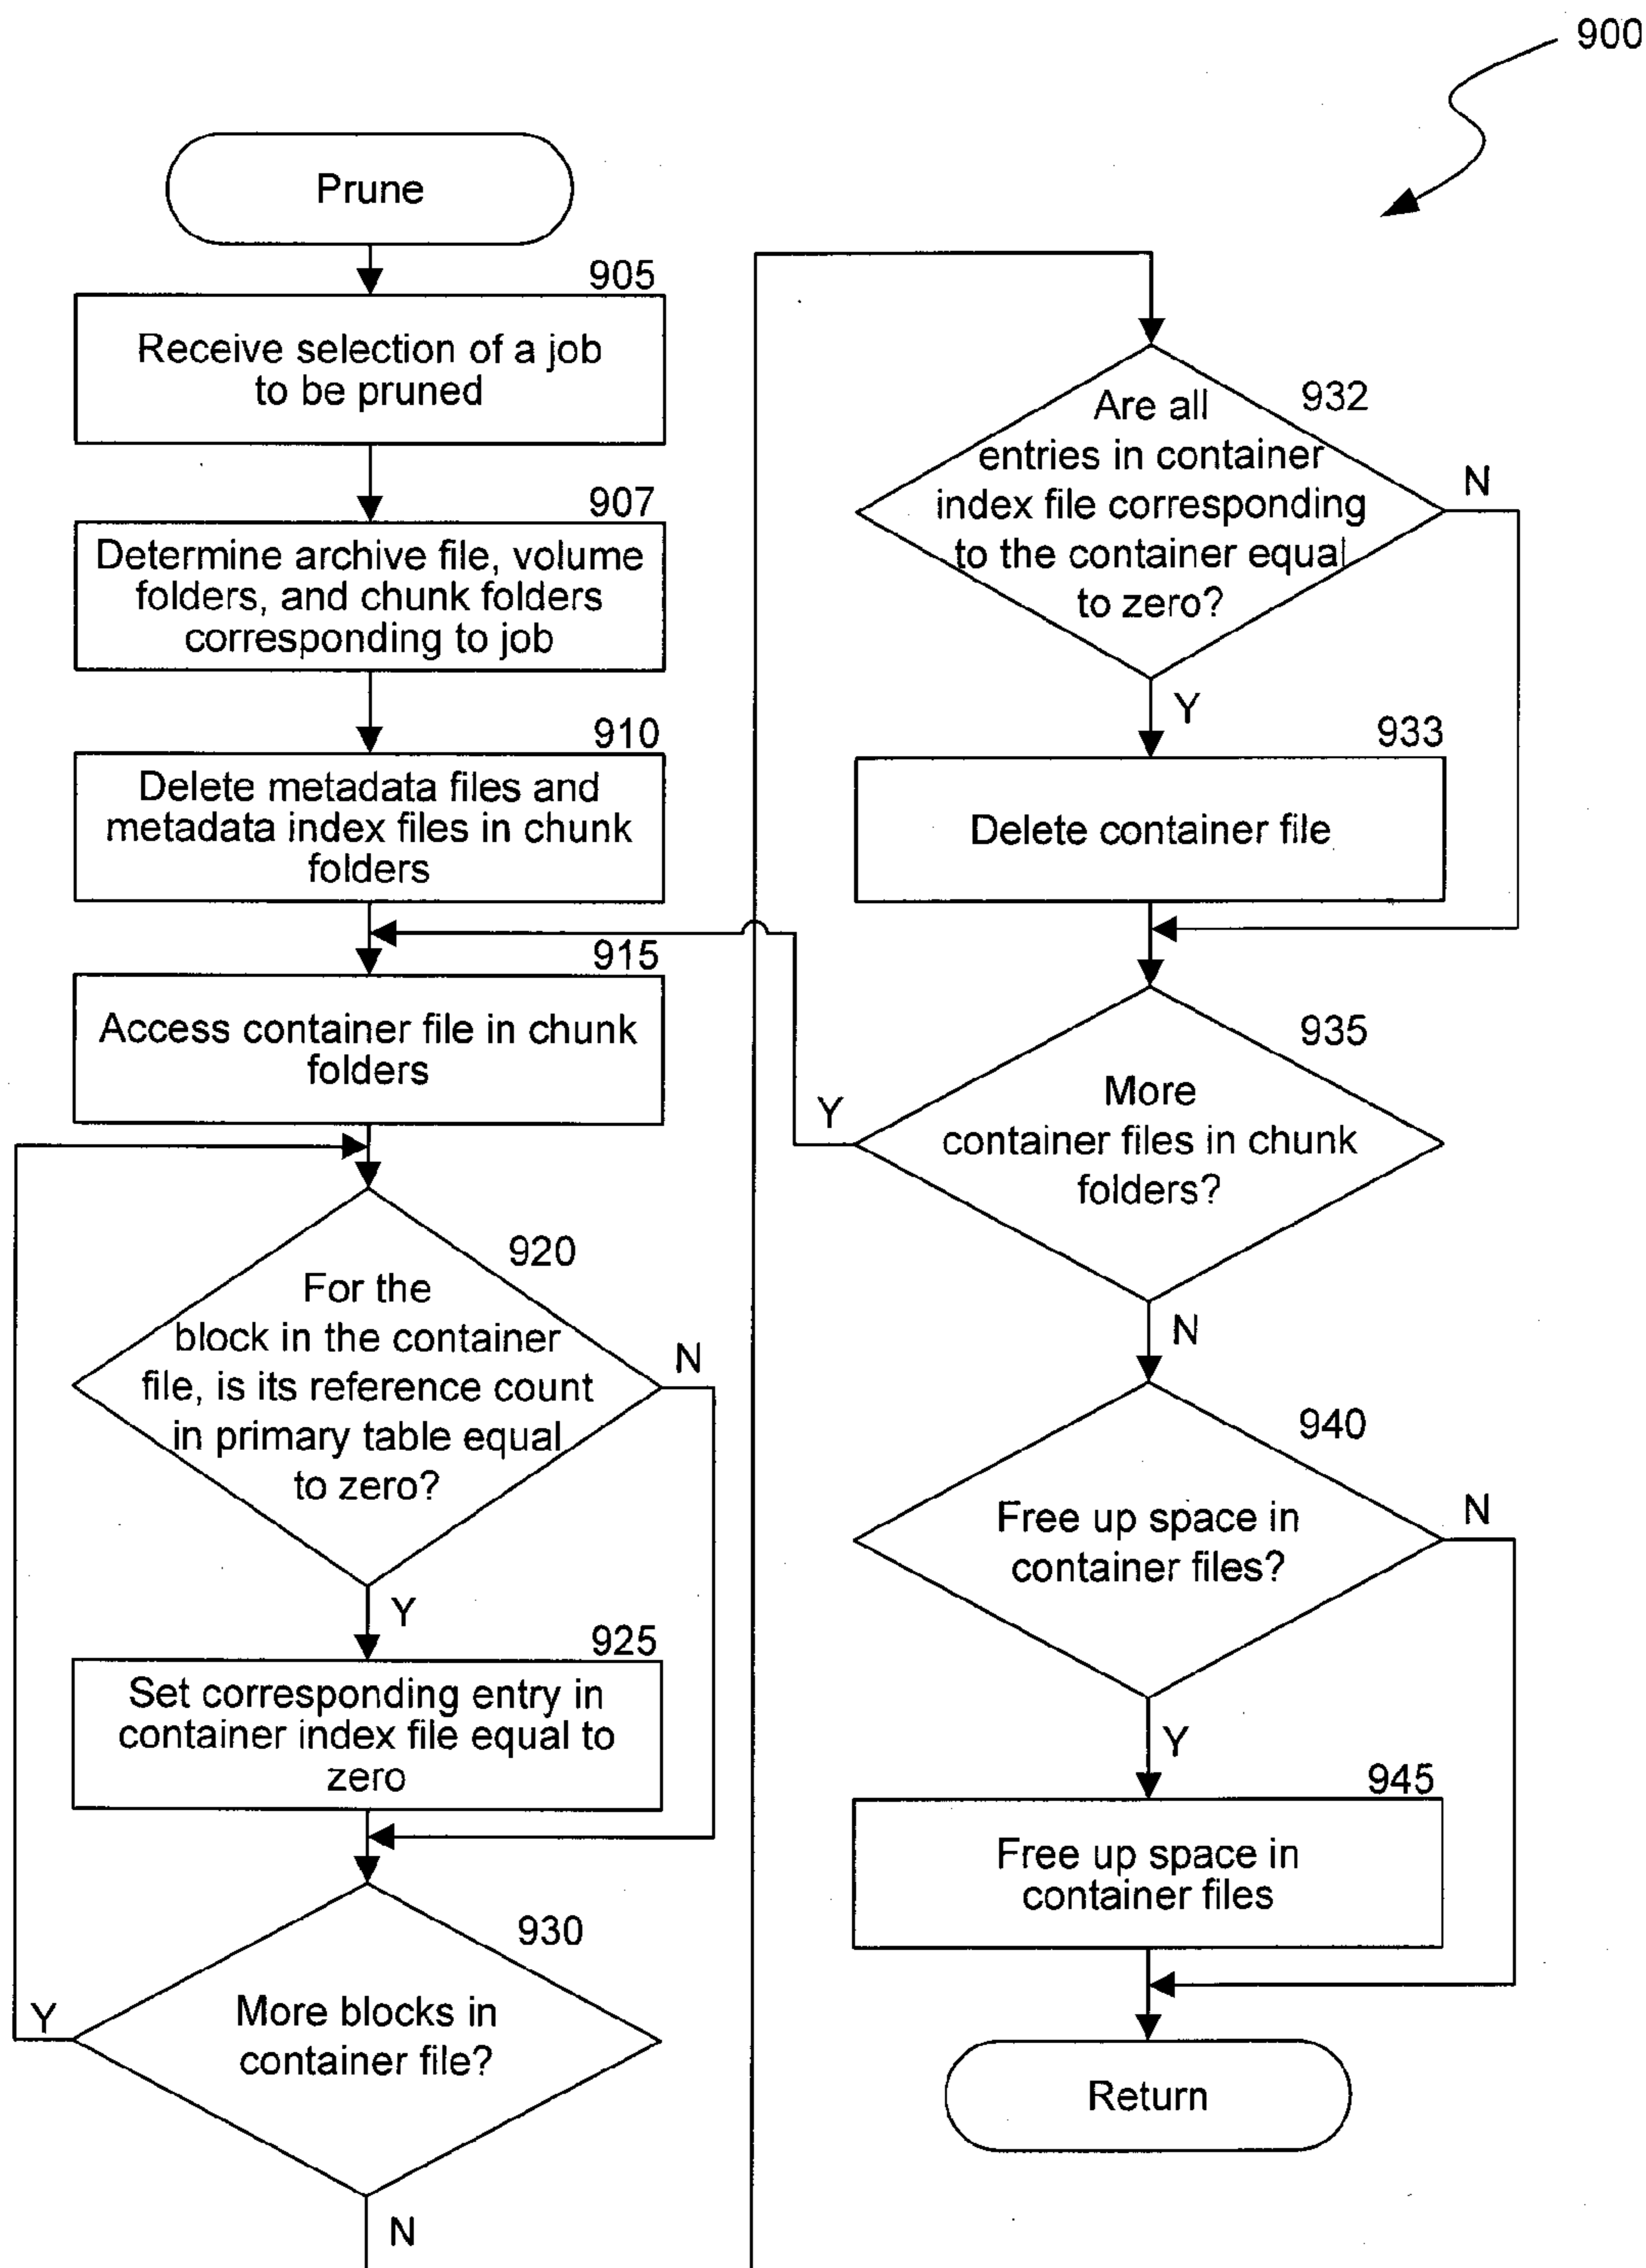 900
Prune
905
Receive selection of a job
to be pruned
907
Determine archive file, volume
folders, and chunk folders
corresponding to job
910
Delete metadata files and
metadata index files in chunk
folders
915
Access container file in chunk
folders
920
For the
block in the container
file, is its reference count
in primary table equal
to zero?
N
Y
925
Set corresponding entry in
container index file equal to
zero
930
More blocks in
container file?
Y
N
932
Are all
entries in container
index file corresponding
to the container equal
to zero?
N
Y
933
Delete container file
935
More
container files in chunk
folders?
Y
N
940
Free up space in
container files?
N
Y
945
Free up space in
container files
Return